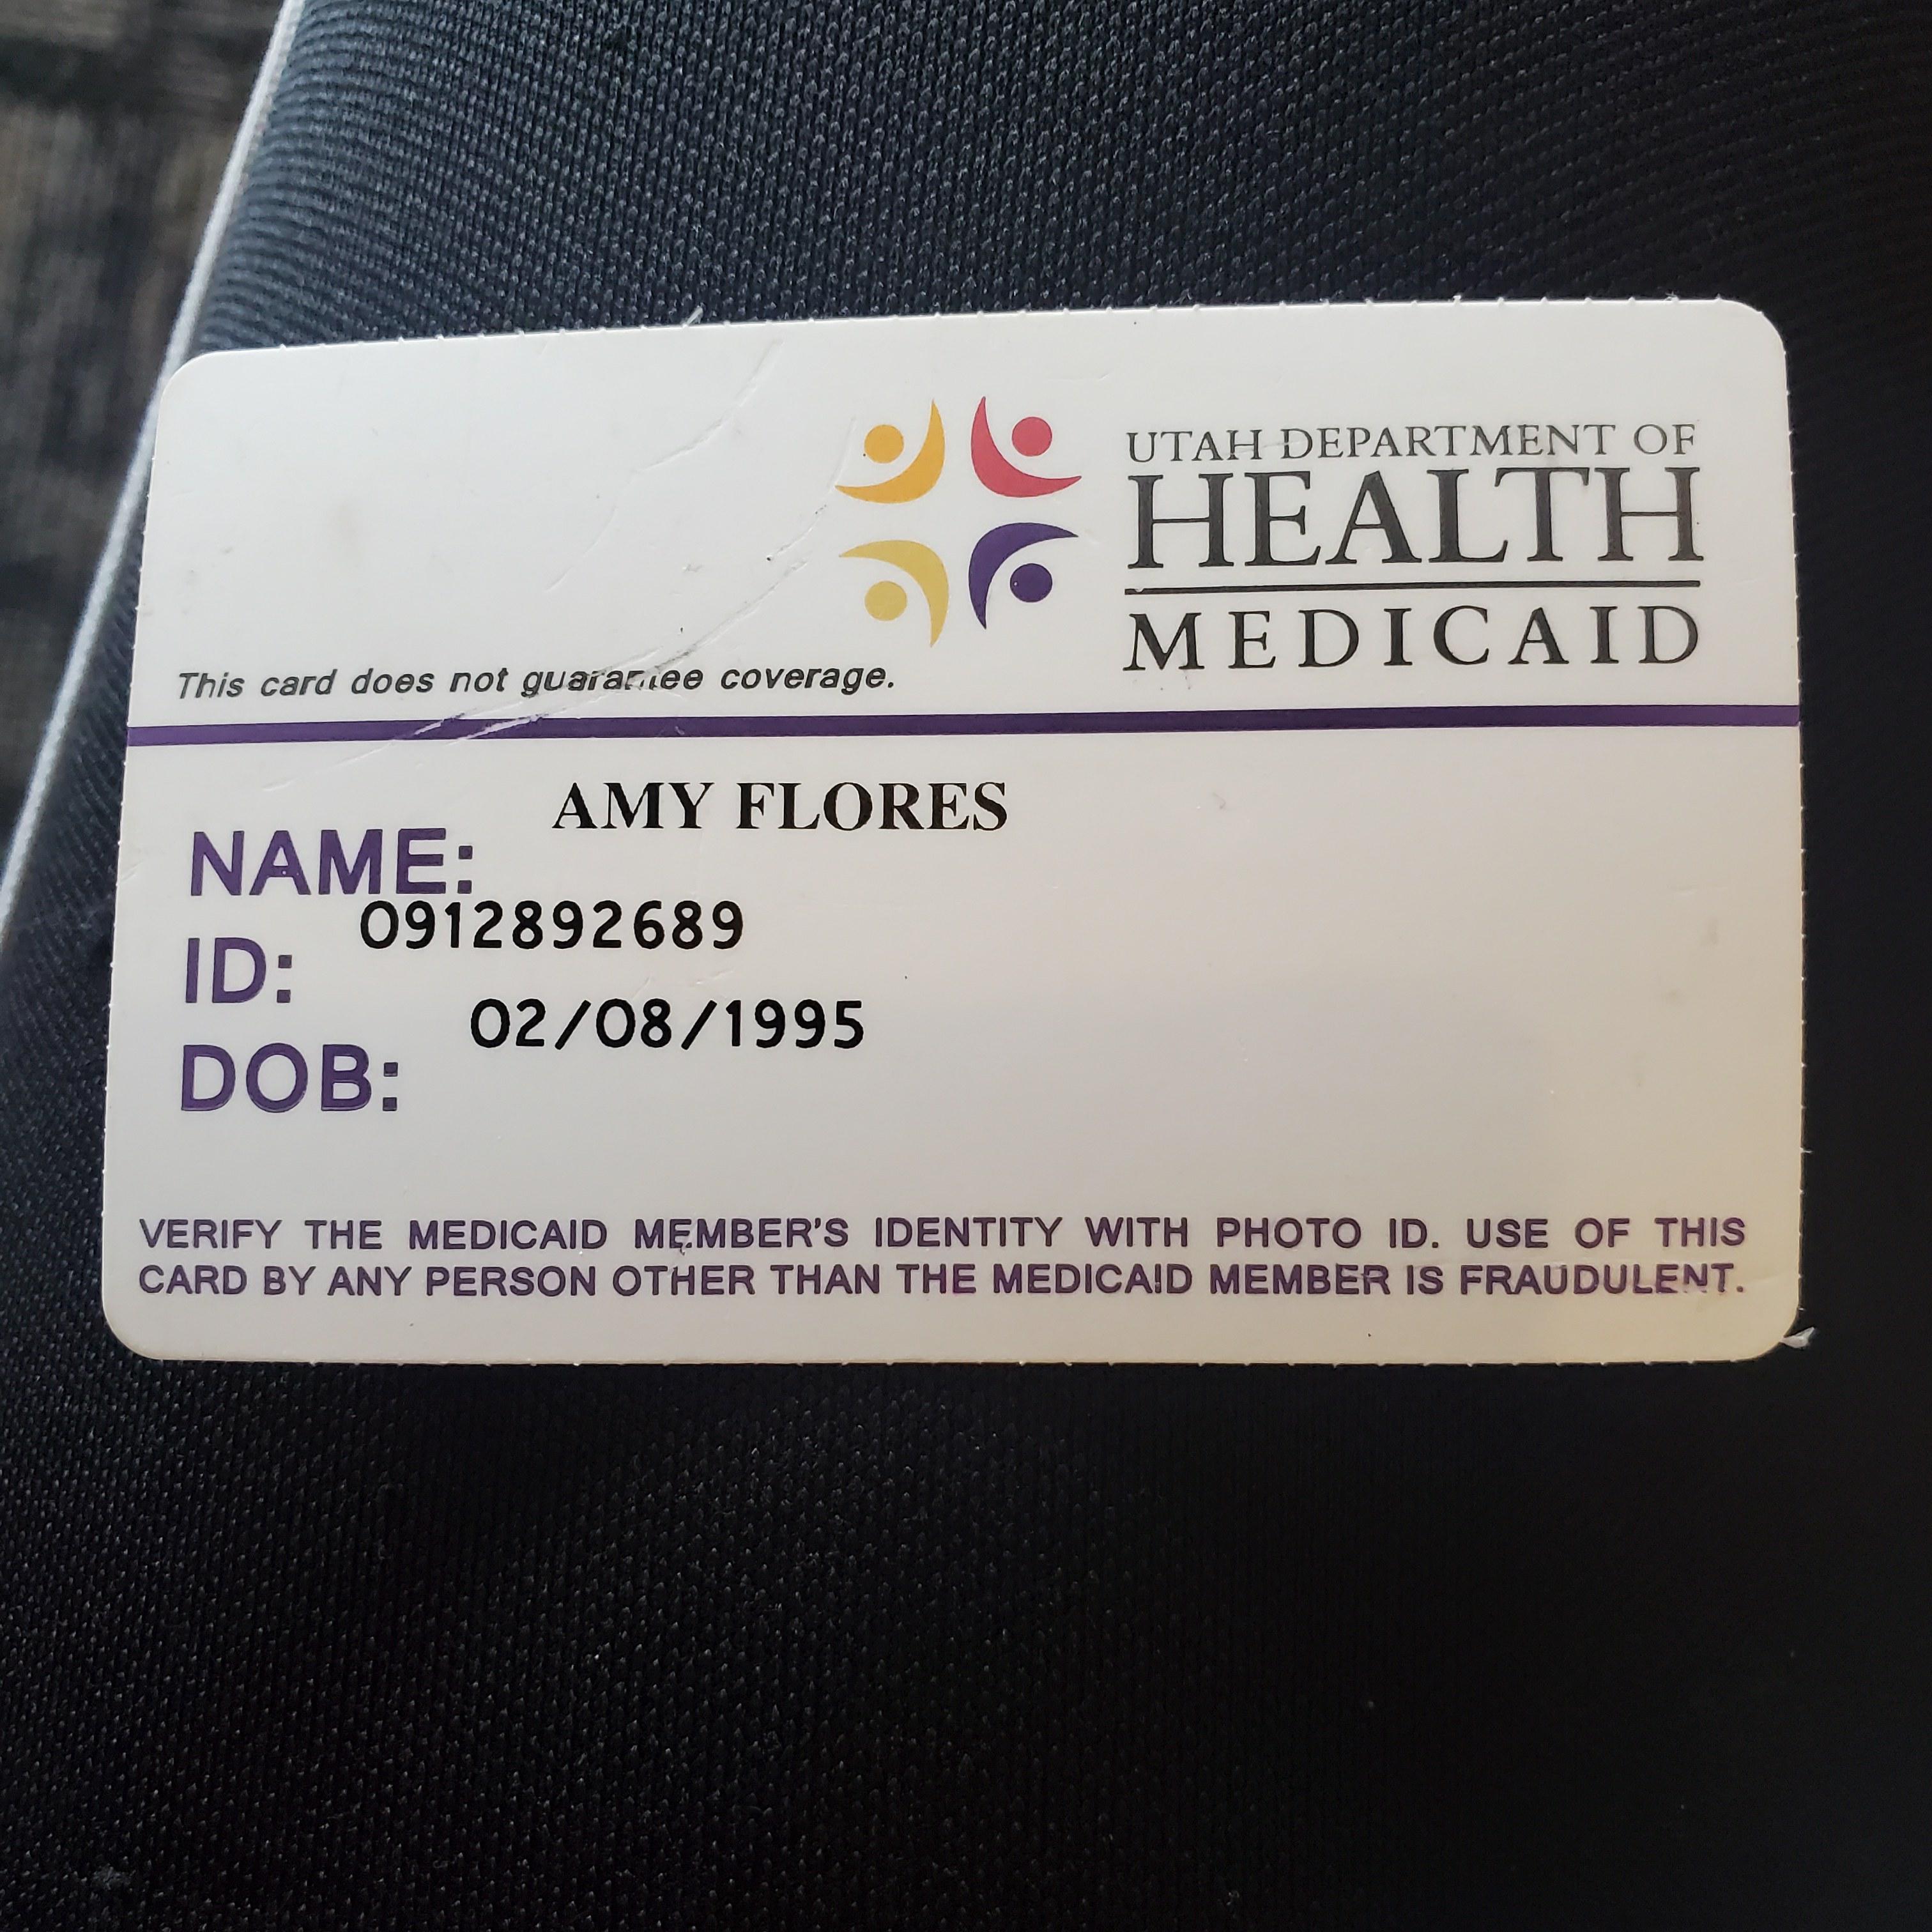 UTAH DEPARTMENT OF
HEALTH
MEDICAID
This card does not guarantee coverage.
NAME: AMY FLORES
ID: 0912892689
DOB: 02/08/1995
VERIFY THE MEDICAID MEMBER'S IDENTITY WITH PHOTO ID. USE OF THIS
CARD BY ANY PERSON OTHER THAN THE MEDICAID MEMBER IS FRAUDULENT.